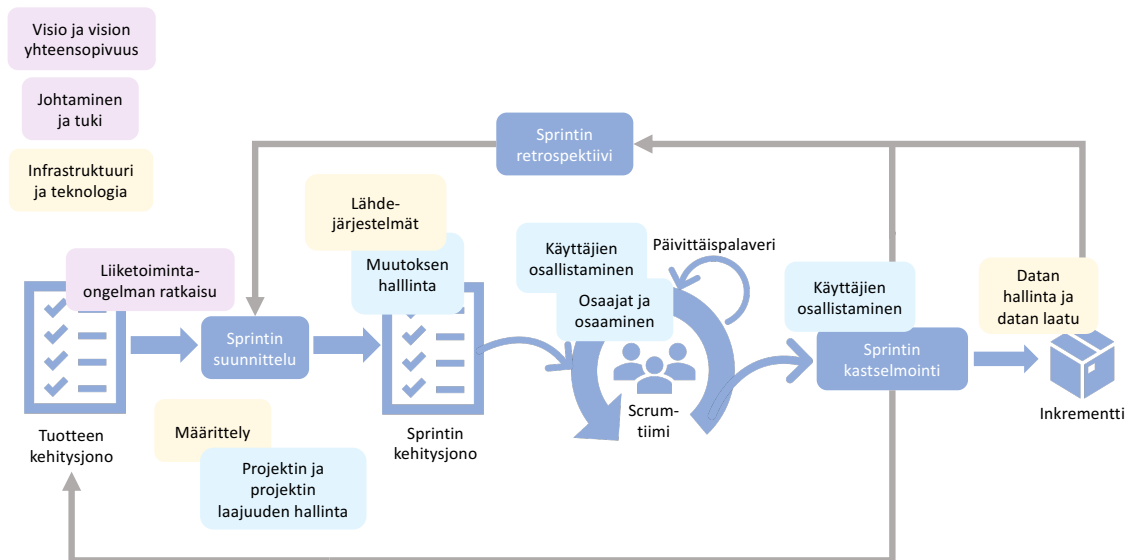 Visio ja vision
yhteensopivuus
Johtaminen
ja tuki
Infrastruktuuri
ja teknologia
Sprintin
retrospektiivi
Lähde-
järjestelmät
Muutoksen
halllinta
Liiketoiminta-
ongelman ratkaisu
Sprintin
suunnittelu
Käyttäjien
osallistaminen
Osaajat ja
osaaminen
Päivittäispalaveri
Käyttäjien
osallistaminen
Datan
hallinta ja
datan laatu
Sprintin
kastselmointi
Scrum-
tiimi
Inkrementti
Tuotteen
kehitysjono
Määrittely
Projektin ja
projektin
laajuuden hallinta
Sprintin
kehitysjono